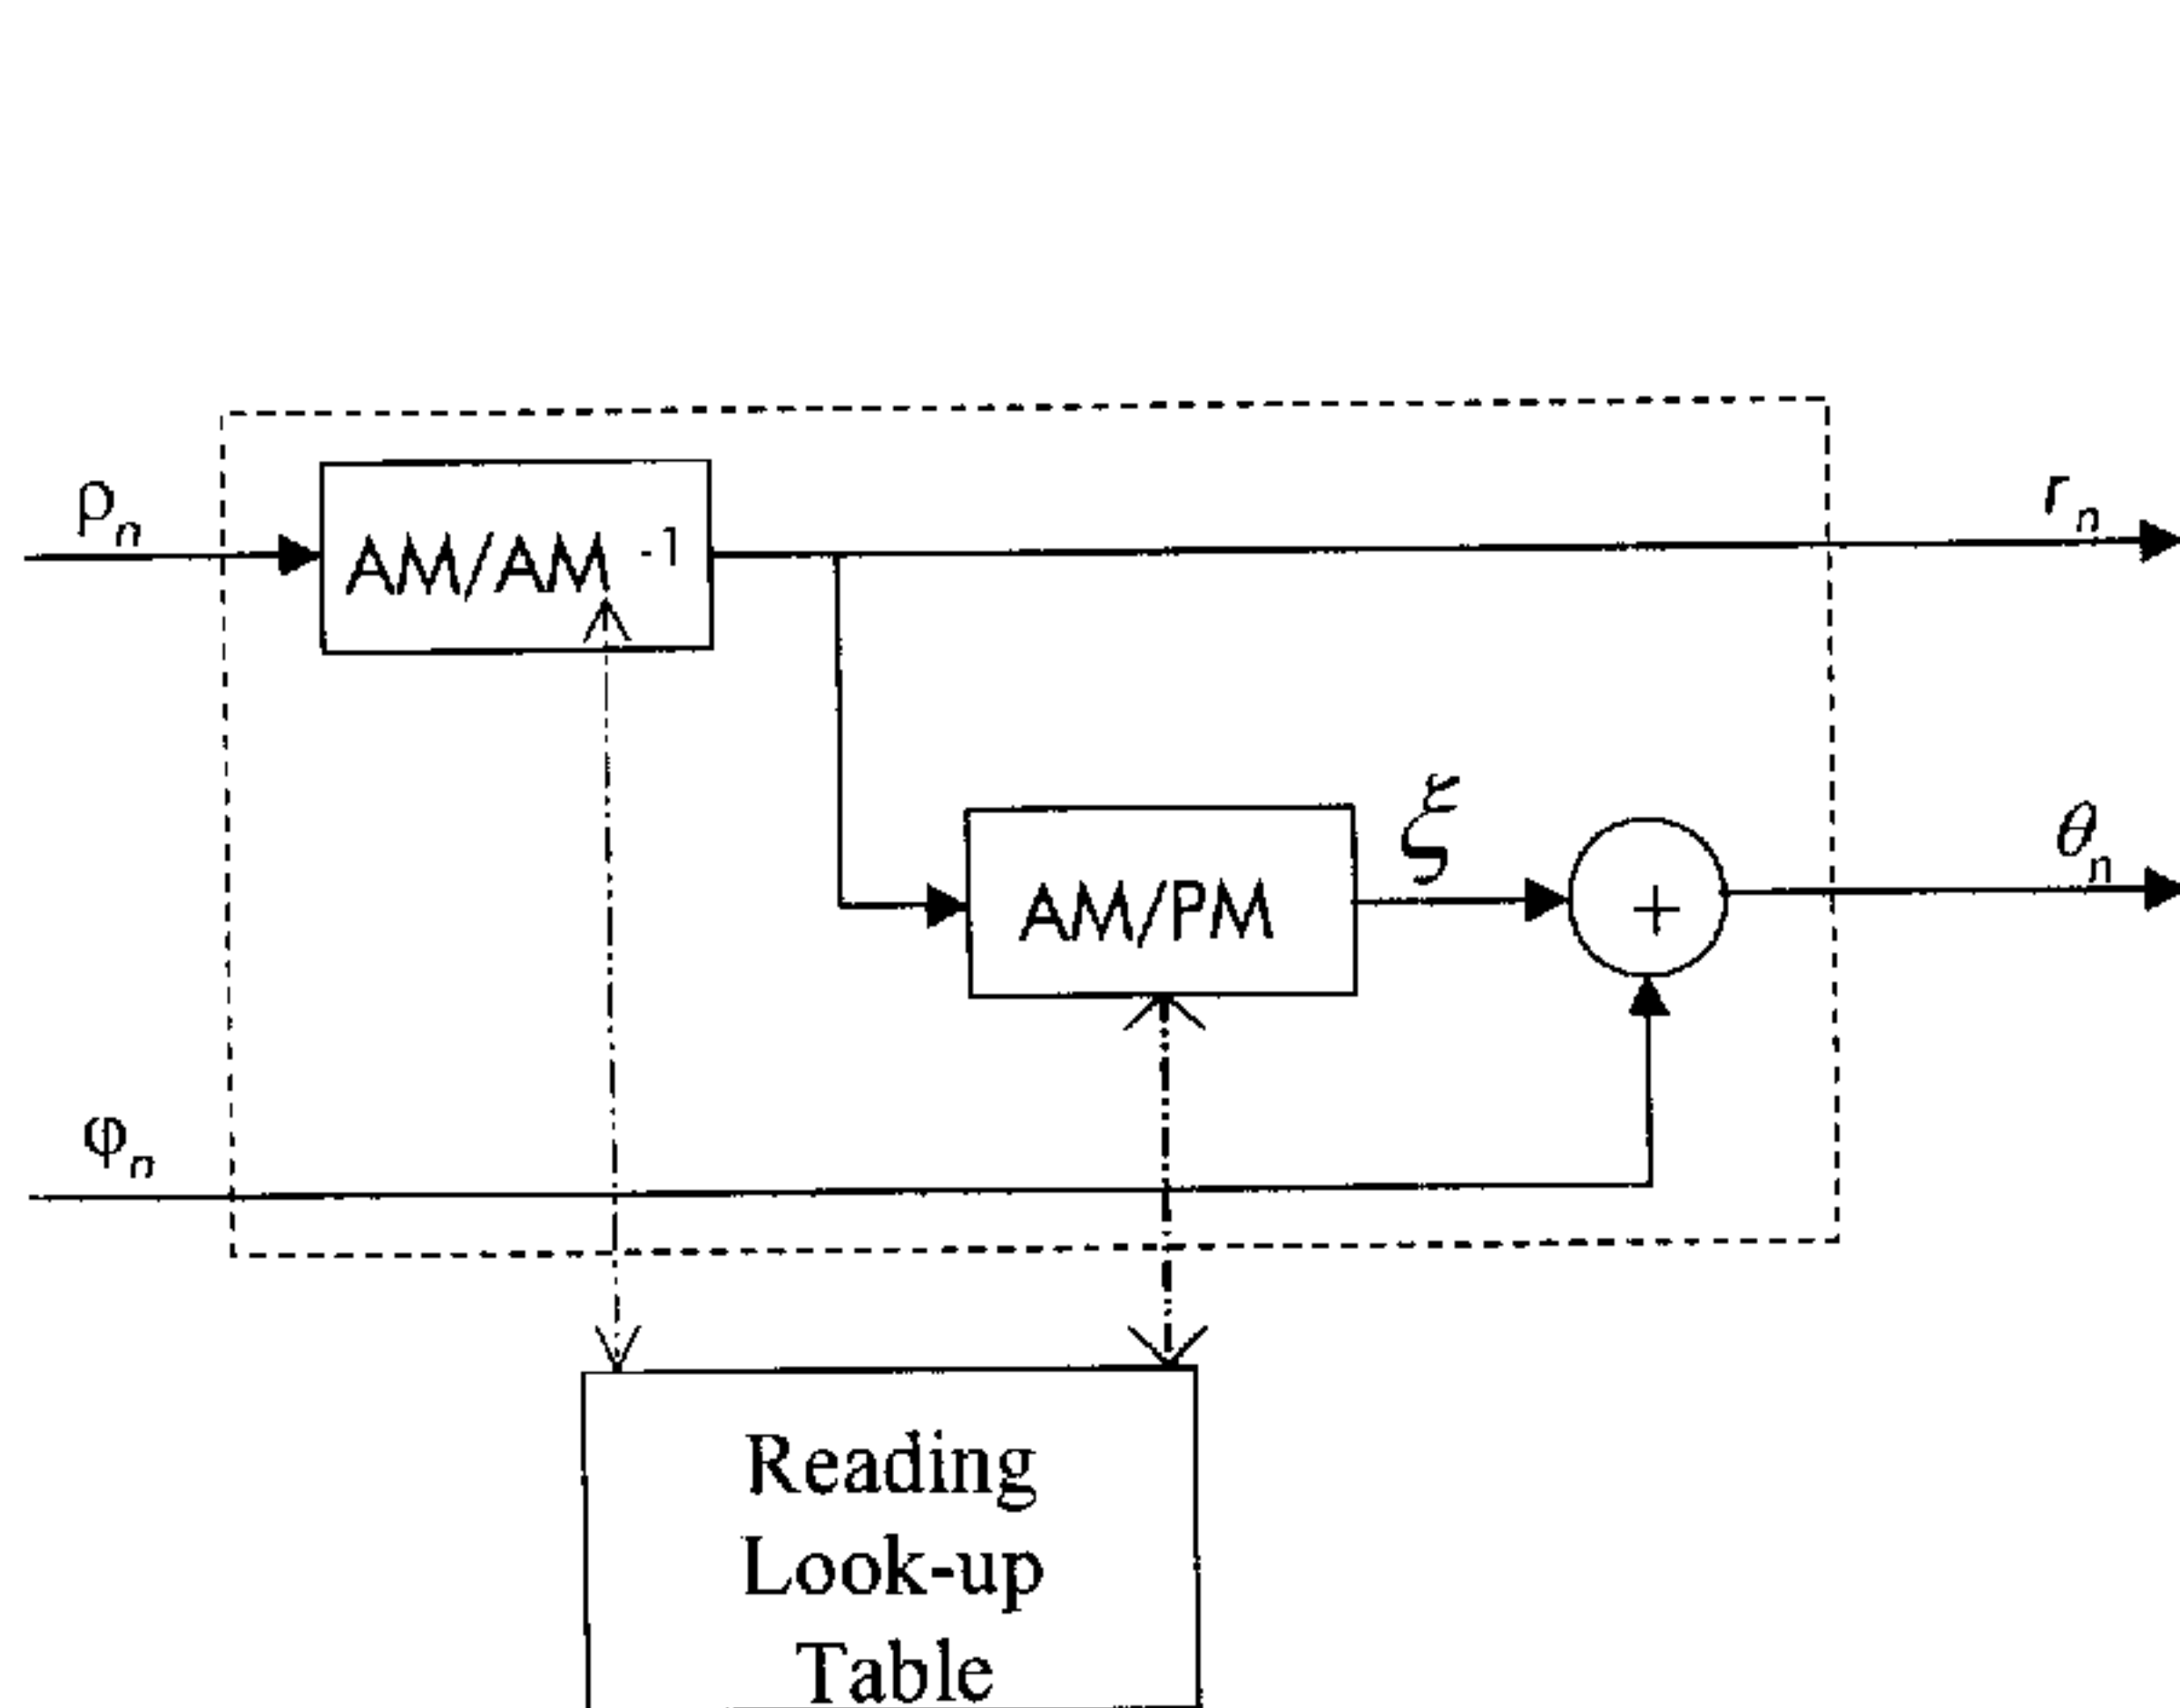 ρn
AM/AM -1
rn
AM/PM
ξ
+
θn
φn
Reading
Look-up
Table